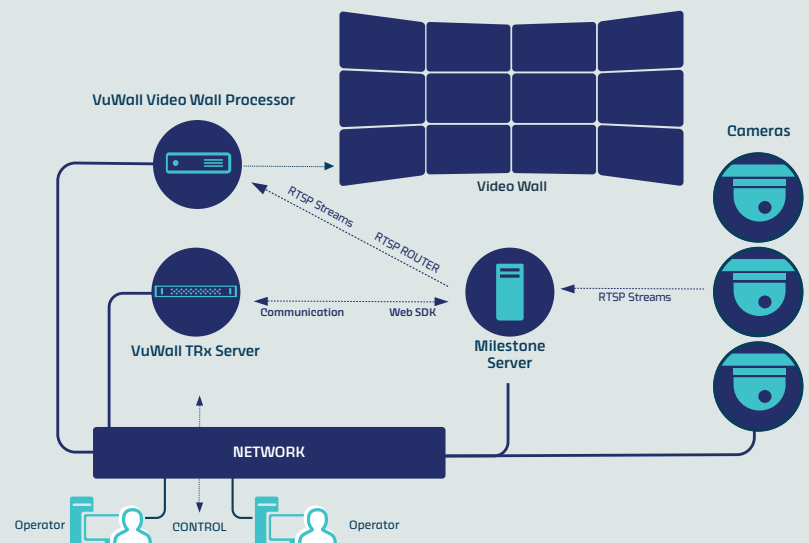 VuWall Video Wall Processor
Cameras
Video Wall
RTSP Streams
RTSP ROUTER
RTSP Streams
Communication
Web SDK
VuWall TRx Server
Milestone
Server
NETWORK
Operator
CONTROL
Operator